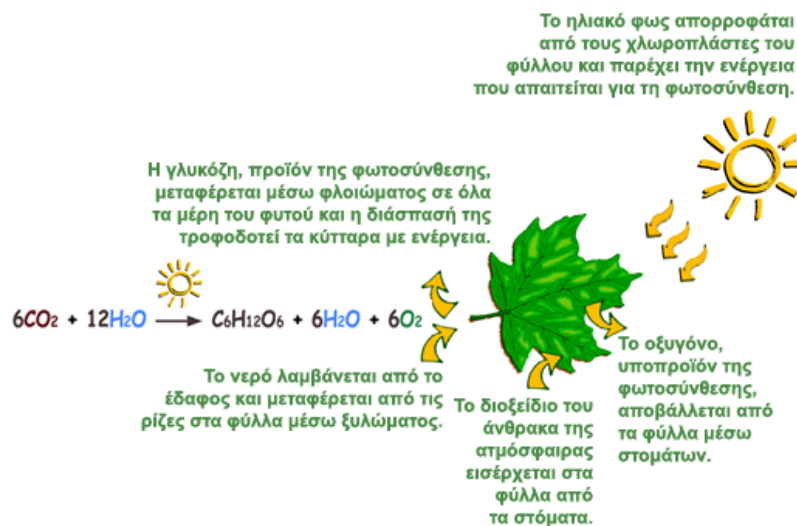 Το ηλιακό φως απορροφάται
από τους χλωροπλάστες του
φύλλου και παρέχει την ενέργεια
που απαιτείται για τη φωτοσύνθεση.
Η γλυκόζη, προϊόν της φωτοσύνθεσης,
μεταφέρεται μέσω φλοιώματος σε όλα
τα μέρη του φυτού και η διάσπασή της
τροφοδοτεί τα κύτταρα με ενέργεια.
6CO₂ + 12H₂O ⟶ C₆H₁₂O₆ + 6H₂O + 6O₂
Το νερό λαμβάνεται από το
έδαφος και μεταφέρεται από τις
ρίζες στα φύλλα μέσω ξυλώματος.
Το διοξείδιο του
άνθρακα της
ατμόσφαιρας
εισέρχεται στα
φύλλα από
τα στόματα.
Το οξυγόνο,
υποπροϊόν της
φωτοσύνθεσης,
αποβάλλεται από
τα φύλλα μέσω
στομάτων.